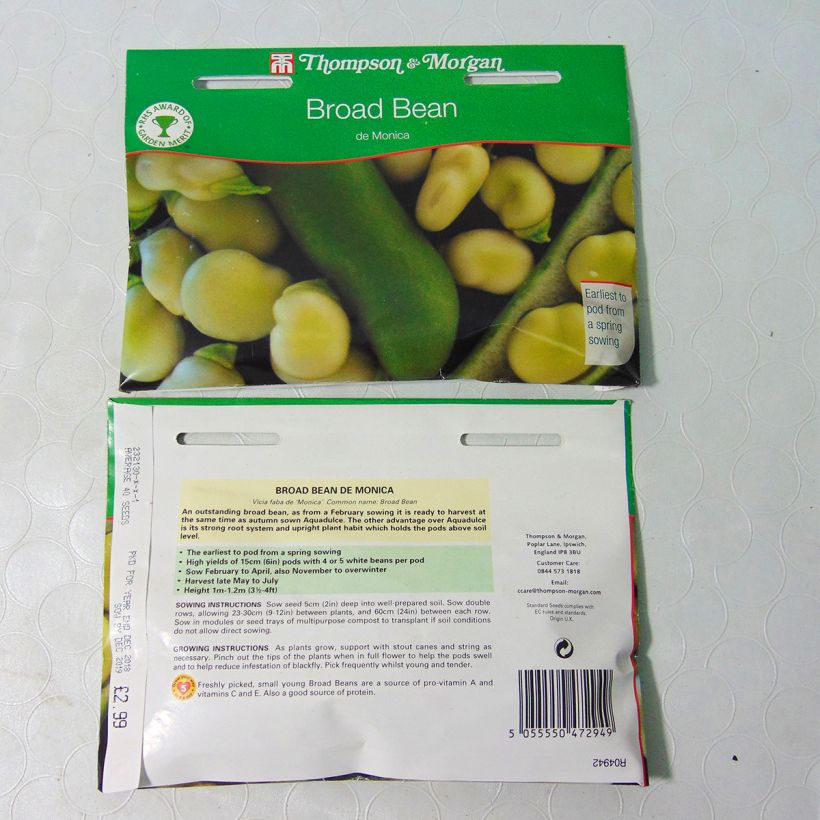 Thompson & Morgan
Broad Bean
de Monica
RHS AWARD OF
GARDEN MERIT
Earliest to
pod from
a spring
sowing
232130-x-x-1
AVERAGE 40 SEEDS
PKD FOR YEAR END DEC 2018
SOW BY DEC 2019
£2.99
BROAD BEAN DE MONICA
Vicia faba de 'Monica'. Common name: Broad Bean
An outstanding broad bean, as from a February sowing it is ready to harvest at
the same time as autumn sown Aquadulce. The other advantage over Aquadulce
is its strong root system and upright plant habit which holds the pods above soil
level.
• The earliest to pod from a spring sowing
• High yields of 15cm (6in) pods with 4 or 5 white beans per pod
• Sow February to April, also November to overwinter
• Harvest late May to July
• Height 1m-1.2m (3½-4ft)
SOWING INSTRUCTIONS Sow seed 5cm (2in) deep into well-prepared soil. Sow double
rows, allowing 23-30cm (9-12in) between plants, and 60cm (24in) between each row.
Sow in modules or seed trays of multipurpose compost to transplant if soil conditions
do not allow direct sowing.
GROWING INSTRUCTIONS As plants grow, support with stout canes and string as
necessary. Pinch out the tips of the plants when in full flower to help the pods swell
and to help reduce infestation of blackfly. Pick frequently whilst young and tender.
5
Freshly picked, small young Broad Beans are a source of pro-vitamin A and
vitamins C and E. Also a good source of protein.
Thompson & Morgan,
Poplar Lane, Ipswich,
England IP8 3BU
Customer Care:
0844 573 1818
Email:
ccare@thompson-morgan.com
Standard Seeds complies with
EC rules and standards.
Origin U.K.
5 055550 472949
R04942